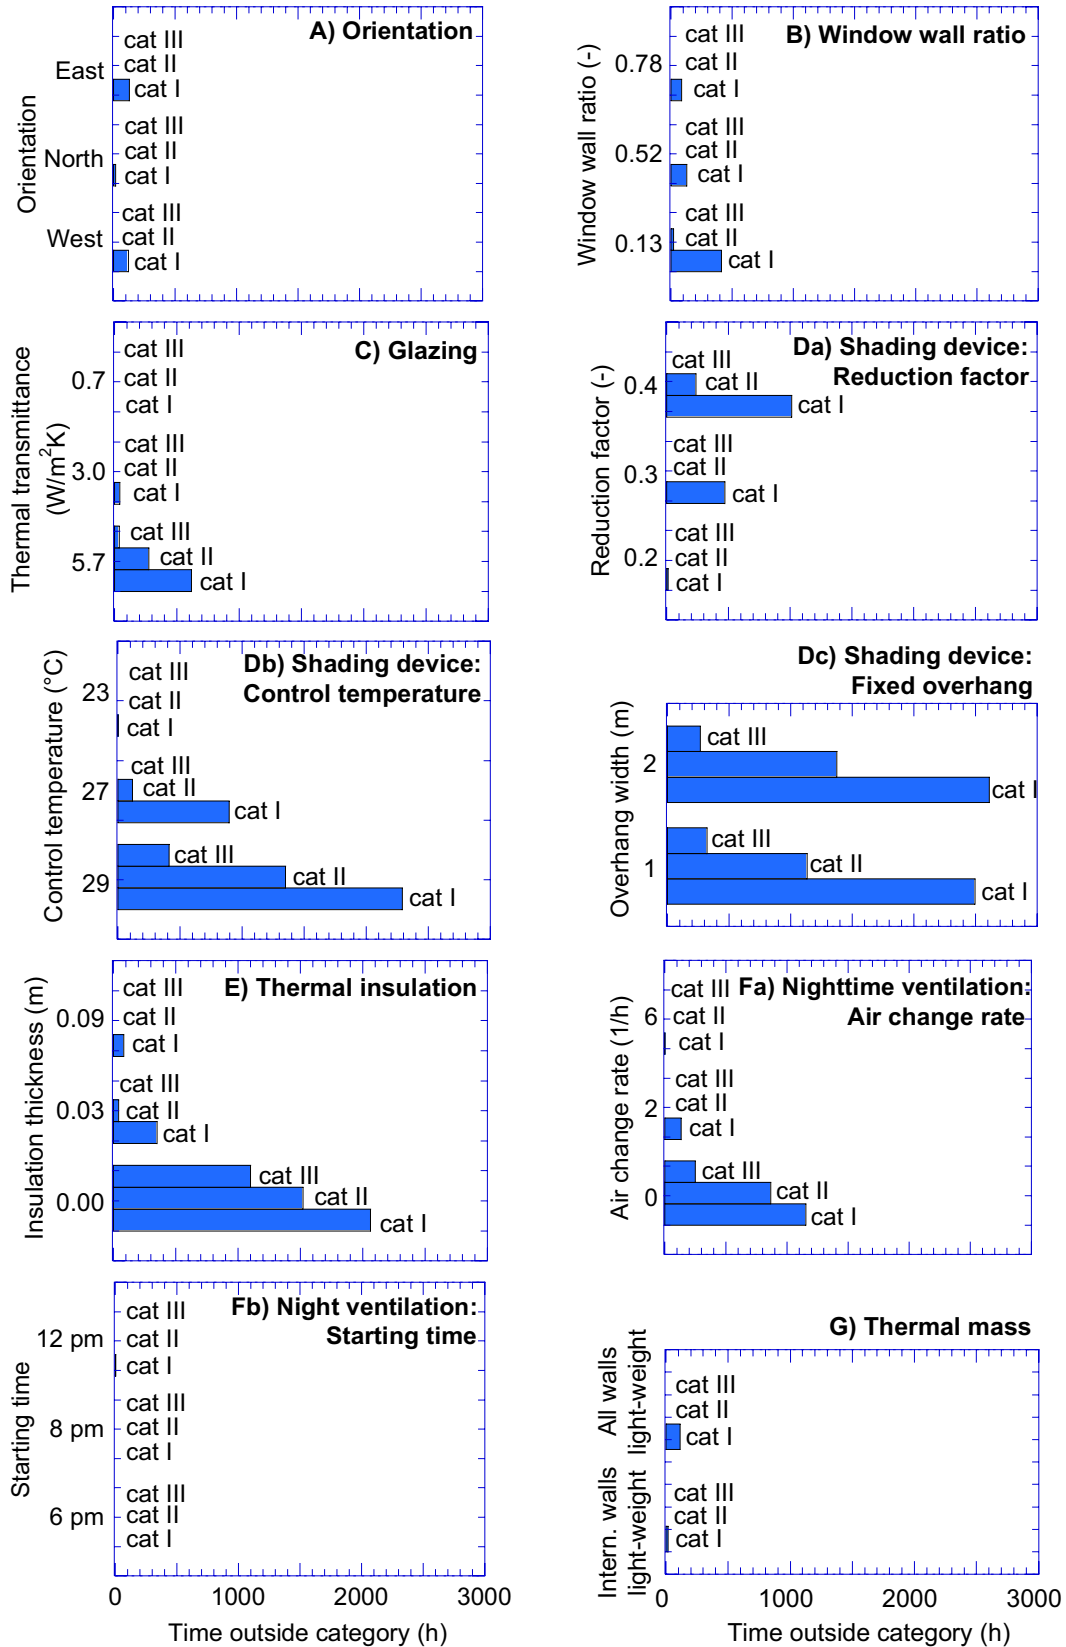 A) Orientation
Orientation
East
cat III
cat II
cat I
North
cat III
cat II
cat I
West
cat III
cat II
cat I
B) Window wall ratio
Window wall ratio (-)
0.78
cat III
cat II
cat I
0.52
cat III
cat II
cat I
0.13
cat III
cat II
cat I
C) Glazing
Thermal transmittance
(W/m²K)
0.7
cat III
cat II
cat I
3.0
cat III
cat II
cat I
5.7
cat III
cat II
cat I
Da) Shading device:
Reduction factor
Reduction factor (-)
0.4
cat III
cat II
cat I
0.3
cat III
cat II
cat I
0.2
cat III
cat II
cat I
Db) Shading device:
Control temperature
Control temperature (°C)
23
cat III
cat II
cat I
27
cat III
cat II
cat I
29
cat III
cat II
cat I
Dc) Shading device:
Fixed overhang
Overhang width (m)
2
cat III
cat I
1
cat III
cat II
cat I
E) Thermal insulation
Insulation thickness (m)
0.09
cat III
cat II
cat I
0.03
cat III
cat II
cat I
0.00
cat III
cat II
cat I
Fa) Nighttime ventilation:
Air change rate
Air change rate (1/h)
6
cat III
cat II
cat I
2
cat III
cat II
cat I
0
cat III
cat II
cat I
Fb) Night ventilation:
Starting time
Starting time
12 pm
cat III
cat II
cat I
8 pm
cat III
cat II
cat I
6 pm
cat III
cat II
cat I
0 1000 2000 3000
Time outside category (h)
G) Thermal mass
All walls
light-weight
cat III
cat II
cat I
Intern. walls
light-weight
cat III
cat II
cat I
0 1000 2000 3000
Time outside category (h)